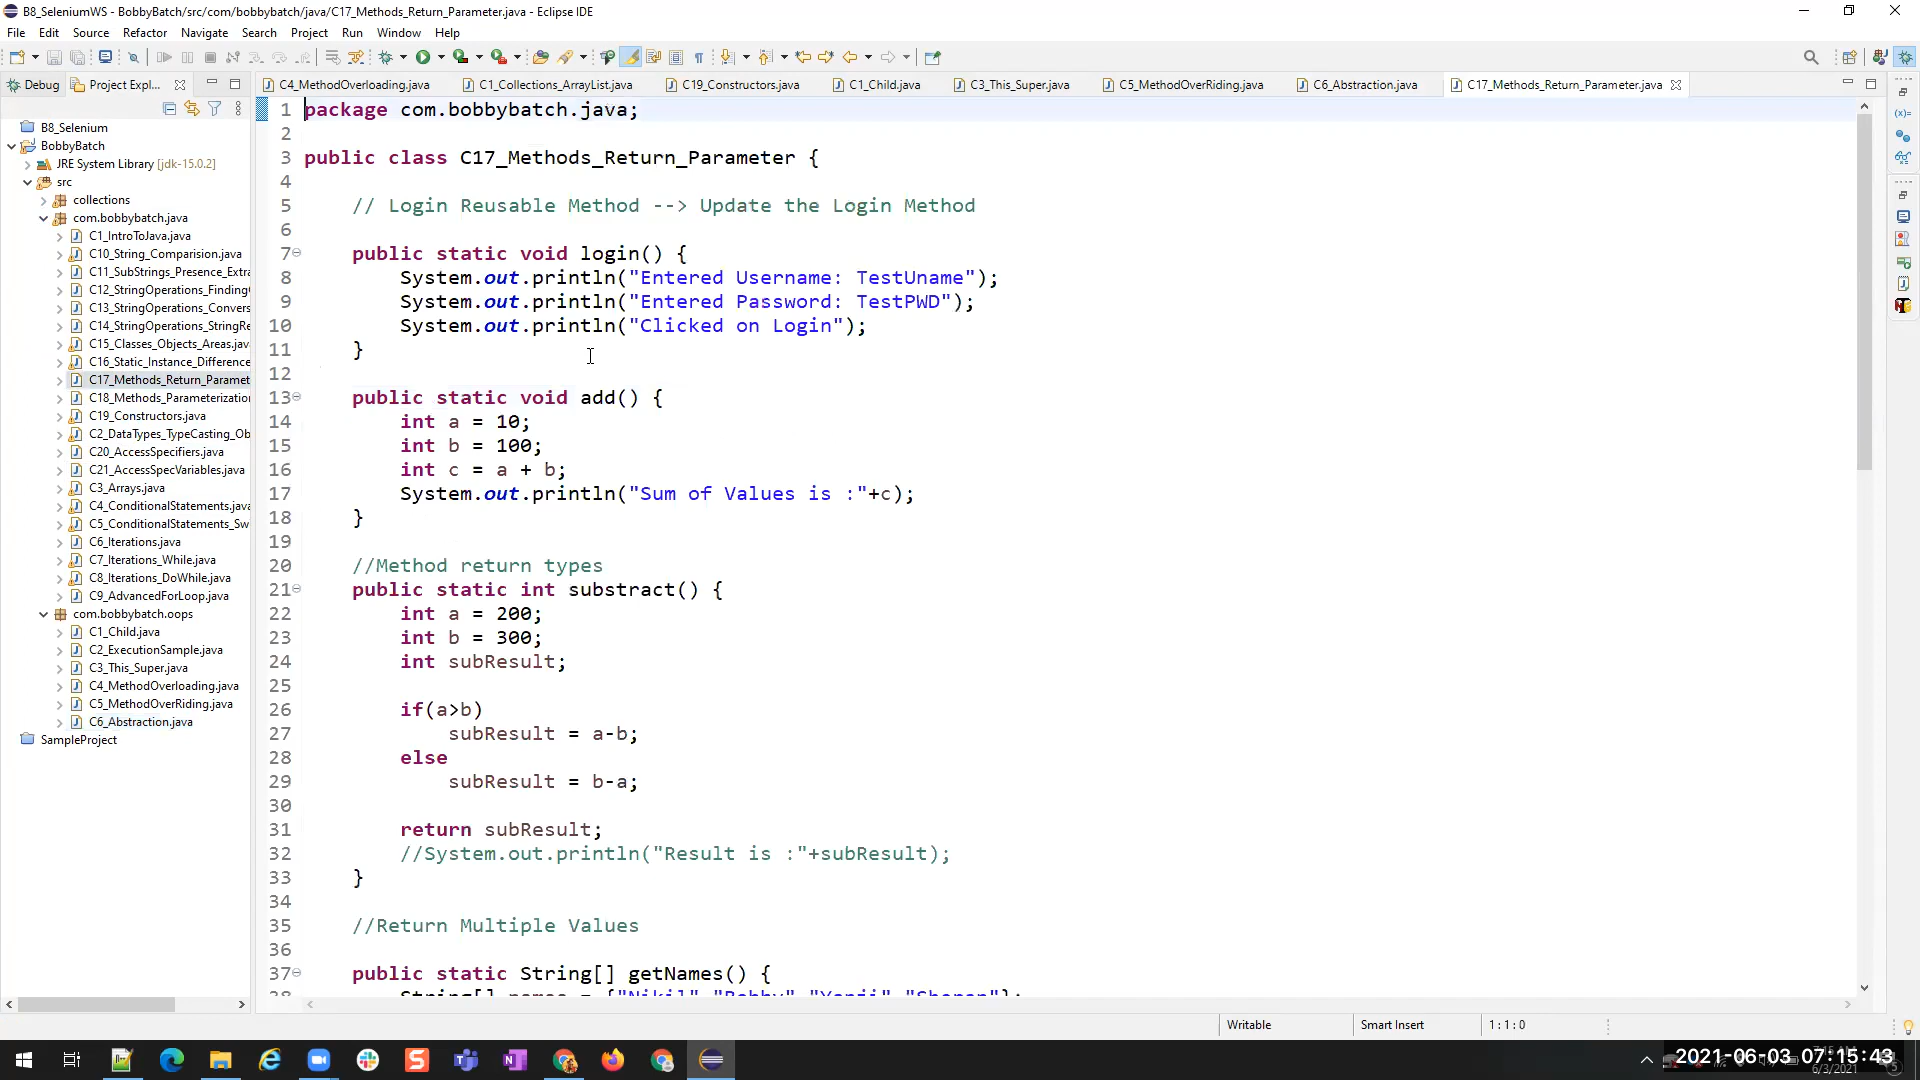 B8_SeleniumWS - BobbyBatch/src/com/bobbybatch/java/C17_Methods_Return_Parameter.java - Eclipse IDE
File Edit Source Refactor Navigate Search Project Run Window Help
Debug Project Expl...
C4_MethodOverloading.java C1_Collections_ArrayList.java C19_Constructors.java C1_Child.java C3_This_Super.java C5_MethodOverRiding.java C6_Abstraction.java C17_Methods_Return_Parameter.java
B8_Selenium
BobbyBatch
JRE System Library [jdk-15.0.2]
src
collections
com.bobbybatch.java
C1_IntroToJava.java
C10_String_Comparision.java
C11_SubStrings_Presence_Extra
C12_StringOperations_Finding
C13_StringOperations_Convers
C14_StringOperations_StringRe
C15_Classes_Objects_Areas.jav
C16_Static_Instance_Difference
C17_Methods_Return_Paramet
C18_Methods_Parameterizatio
C19_Constructors.java
C2_DataTypes_TypeCasting_Ob
C20_AccessSpecifiers.java
C21_AccessSpecVariables.java
C3_Arrays.java
C4_ConditionalStatements.java
C5_ConditionalStatements_Sw
C6_Iterations.java
C7_Iterations_While.java
C8_Iterations_DoWhile.java
C9_AdvancedForLoop.java
com.bobbybatch.oops
C1_Child.java
C2_ExecutionSample.java
C3_This_Super.java
C4_MethodOverloading.java
C5_MethodOverRiding.java
C6_Abstraction.java
SampleProject
1 package com.bobbybatch.java;
2
3 public class C17_Methods_Return_Parameter {
4
5 // Login Reusable Method --> Update the Login Method
6
7 public static void login() {
8 System.out.println("Entered Username: TestUname");
9 System.out.println("Entered Password: TestPWD");
10 System.out.println("Clicked on Login");
11 }
12
13 public static void add() {
14 int a = 10;
15 int b = 100;
16 int c = a + b;
17 System.out.println("Sum of Values is :"+c);
18 }
19
20 //Method return types
21 public static int substract() {
22 int a = 200;
23 int b = 300;
24 int subResult;
25
26 if(a>b)
27 subResult = a-b;
28 else
29 subResult = b-a;
30
31 return subResult;
32 //System.out.println("Result is :"+subResult);
33 }
34
35 //Return Multiple Values
36
37 public static String[] getNames() {
Writable Smart Insert 1:1:0
2021-06-03 07:15:43
6/3/2021